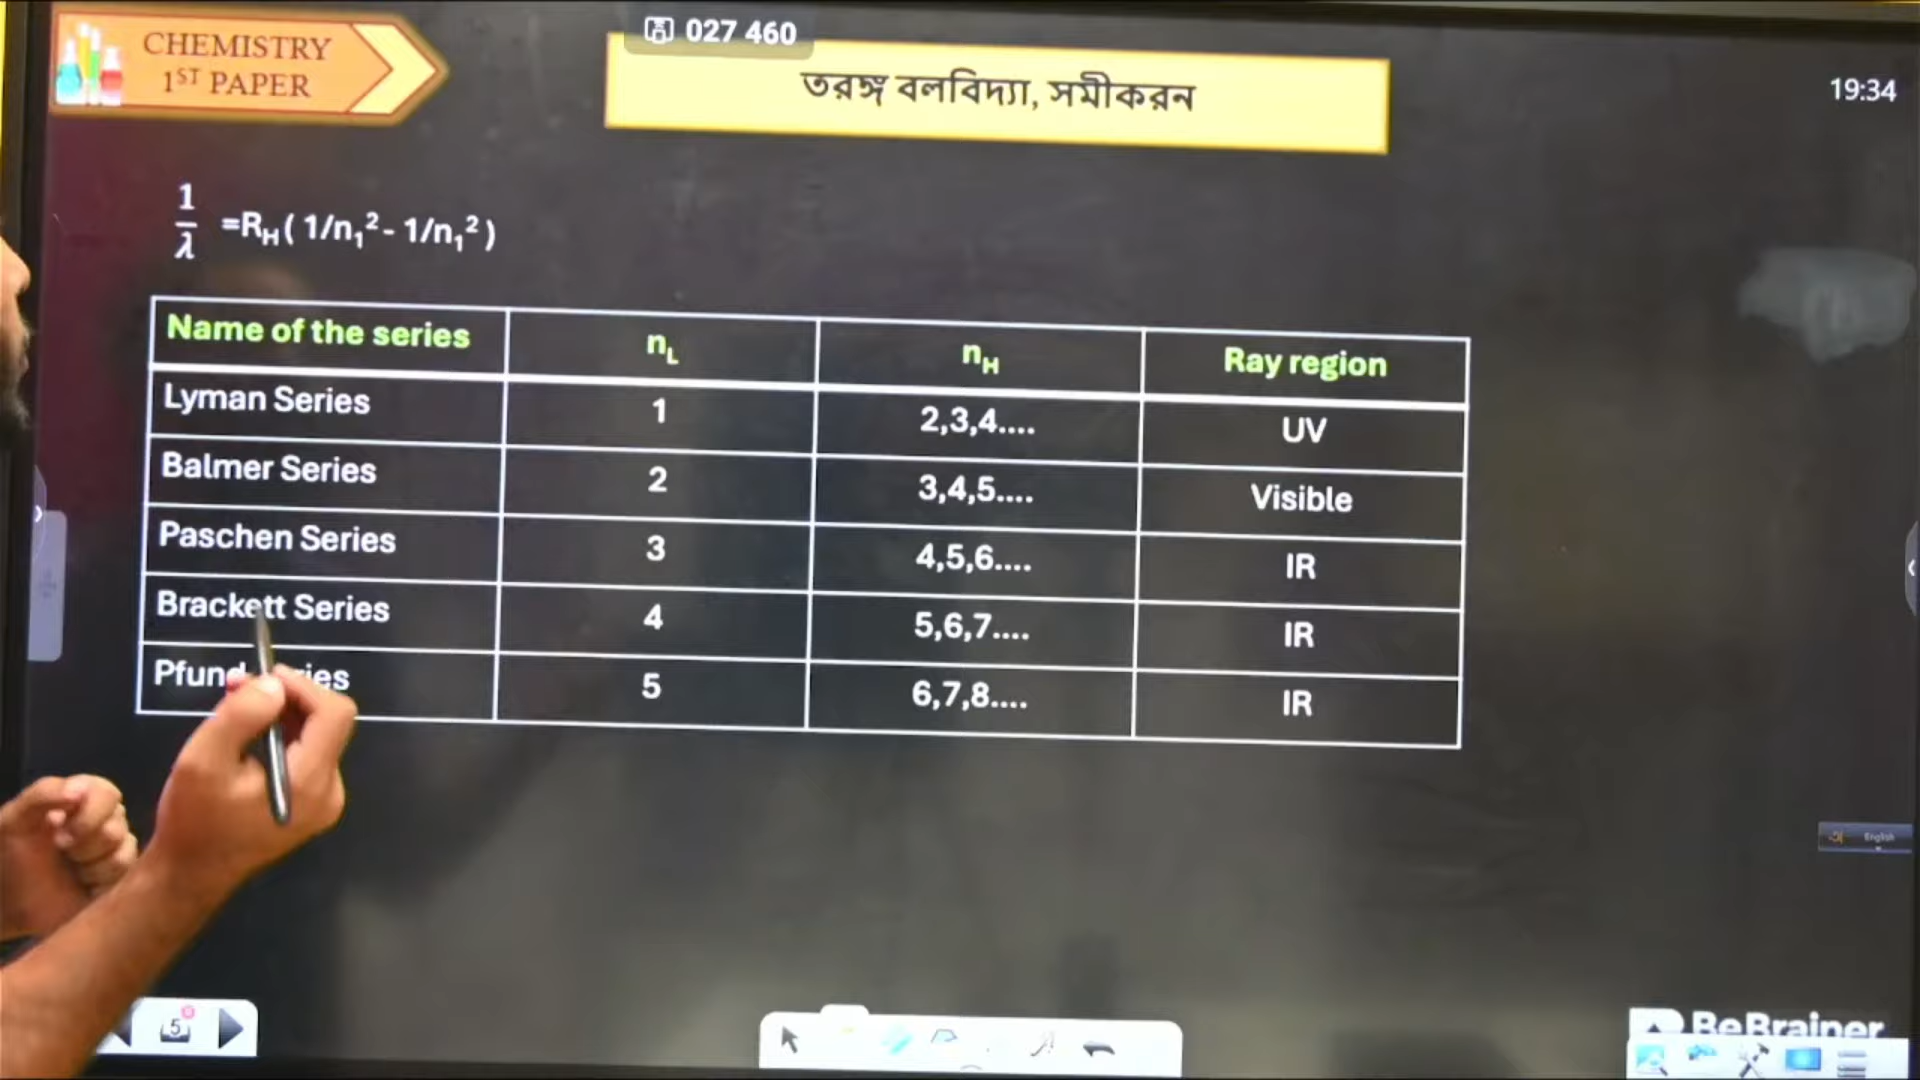 CHEMISTRY
1ST PAPER
027 460
তরঙ্গ বলবিদ্যা, সমীকরন
19:34
1/λ =RH( 1/n₁² - 1/n₁² )
Name of the series nL nH Ray region
Lyman Series 1 2,3,4.... UV
Balmer Series 2 3,4,5.... Visible
Paschen Series 3 4,5,6.... IR
Brackett Series 4 5,6,7.... IR
5 6,7,8.... IR
English
5
BeBrainer